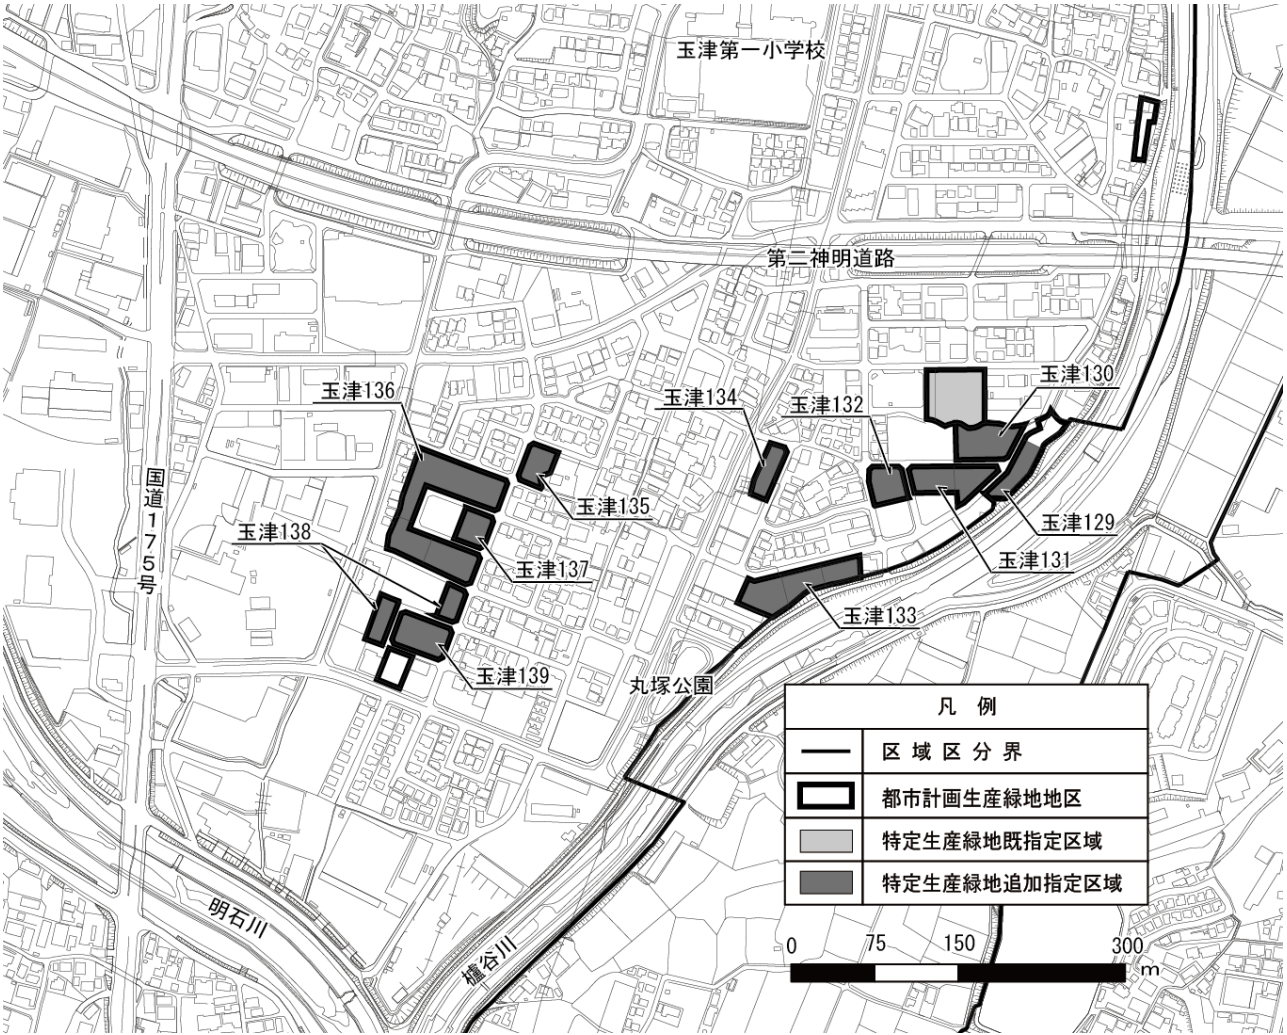 玉津第一小学校
第二神明道路
玉津136
玉津134
玉津132
玉津130
国道175号
玉津135
玉津138
玉津129
玉津137
玉津131
玉津133
玉津139
丸塚公園
凡 例
区域区分界
都市計画生産緑地地区
特定生産緑地既指定区域
特定生産緑地追加指定区域
明石川
櫨谷川
0 75 150 300
m